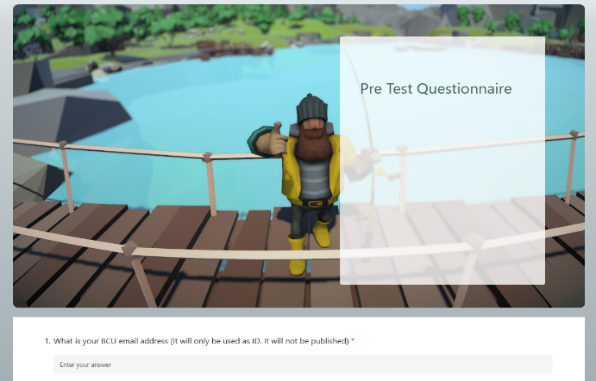 Pre Test Questionnaire
1. What is your BCU email address (it will only be used as ID. It will not be published) *
Enter your answer